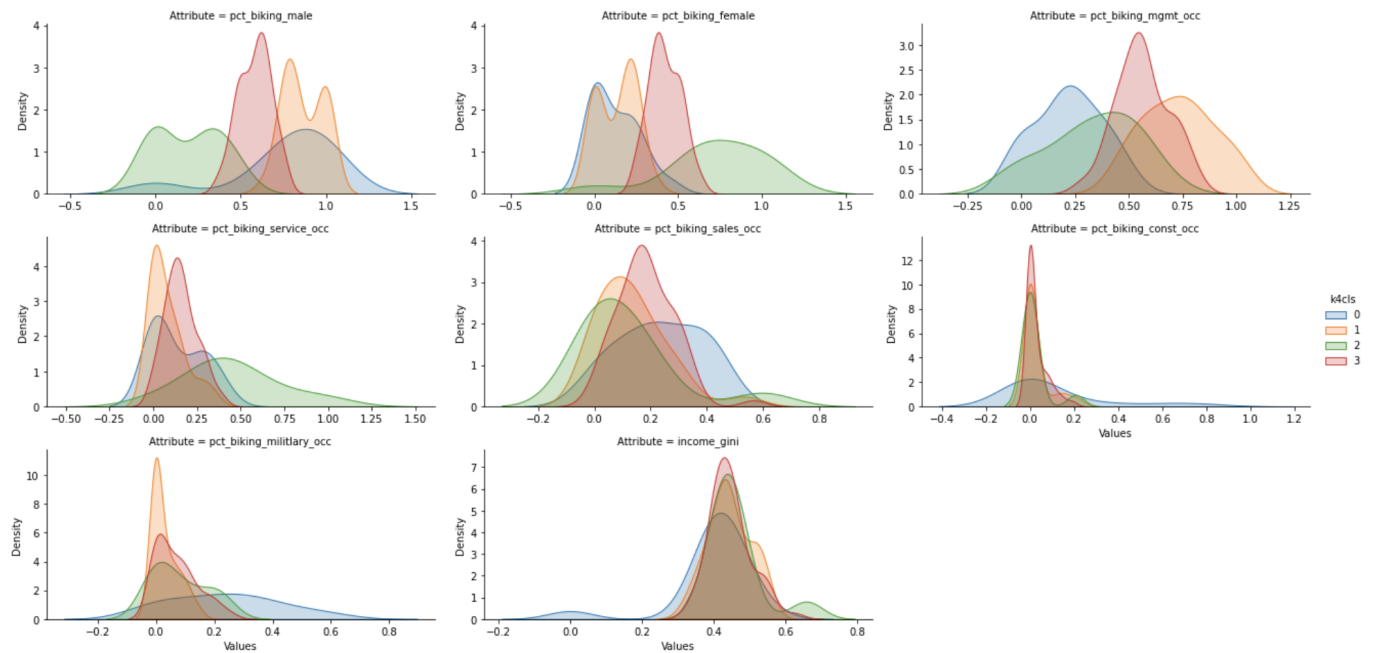 Attribute = pct_biking_male
4
3
2
1
0
Density
−0.5 0.0 0.5 1.0 1.5
Attribute = pct_biking_female
4
3
2
1
0
Density
−0.5 0.0 0.5 1.0 1.5
Attribute = pct_biking_mgmt_occ
3.0
2.5
2.0
1.5
1.0
0.5
0.0
Density
−0.25 0.00 0.25 0.50 0.75 1.00 1.25
Attribute = pct_biking_service_occ
4
3
2
1
0
Density
−0.50 −0.25 0.00 0.25 0.50 0.75 1.00 1.25 1.50
Attribute = pct_biking_sales_occ
4
3
2
1
0
Density
−0.2 0.0 0.2 0.4 0.6 0.8
Attribute = pct_biking_const_occ
12
10
8
6
4
2
0
Density
−0.4 −0.2 0.0 0.2 0.4 0.6 0.8 1.0 1.2
Values
k4cls
0
1
2
3
Attribute = pct_biking_militlary_occ
10
8
6
4
2
0
Density
−0.2 0.0 0.2 0.4 0.6 0.8
Values
Attribute = income_gini
7
6
5
4
3
2
1
0
Density
−0.2 0.0 0.2 0.4 0.6 0.8
Values